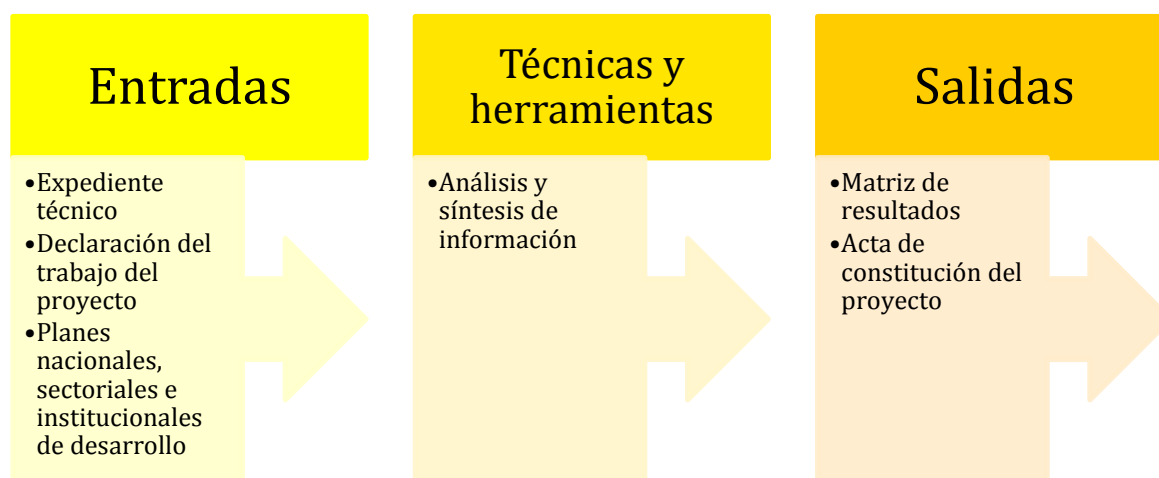 Entradas
•Expediente
técnico
•Declaración del
trabajo del
proyecto
•Planes
nacionales,
sectoriales e
institucionales
de desarrollo
Técnicas y
herramientas
•Análisis y
síntesis de
información
Salidas
•Matriz de
resultados
•Acta de
constitución del
proyecto